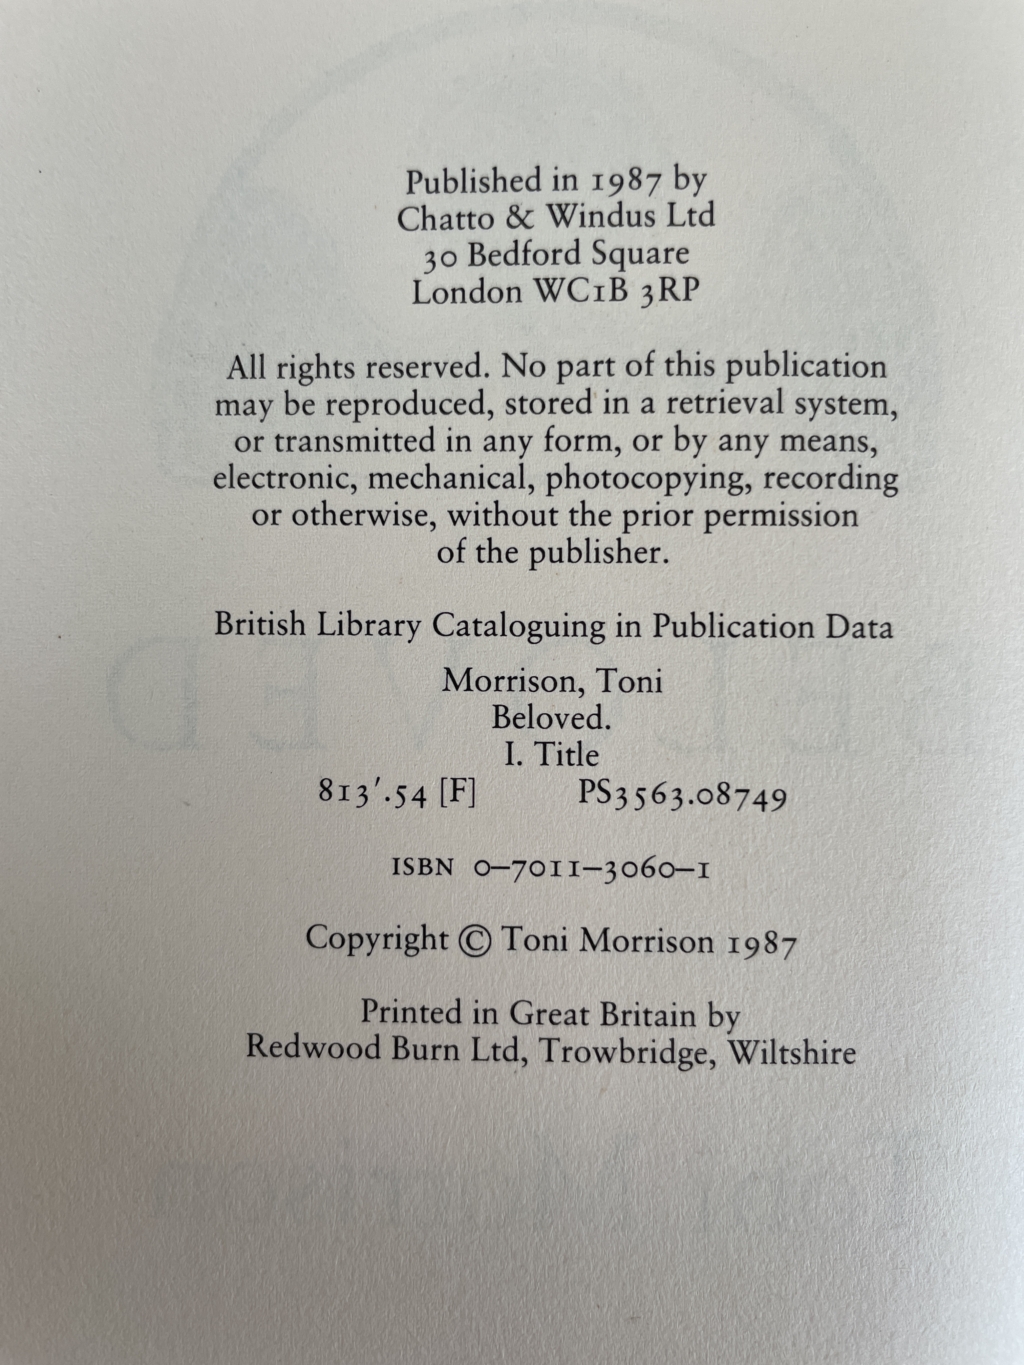 Published in 1987 by
Chatto & Windus Ltd
30 Bedford Square
London WC1B 3RP
All rights reserved. No part of this publication
may be reproduced, stored in a retrieval system,
or transmitted in any form, or by any means,
electronic, mechanical, photocopying, recording
or otherwise, without the prior permission
of the publisher.
British Library Cataloguing in Publication Data
Morrison, Toni
Beloved.
I. Title
813′.54 [F] PS3563.08749
ISBN 0–7011–3060–1
Copyright © Toni Morrison 1987
Printed in Great Britain by
Redwood Burn Ltd, Trowbridge, Wiltshire